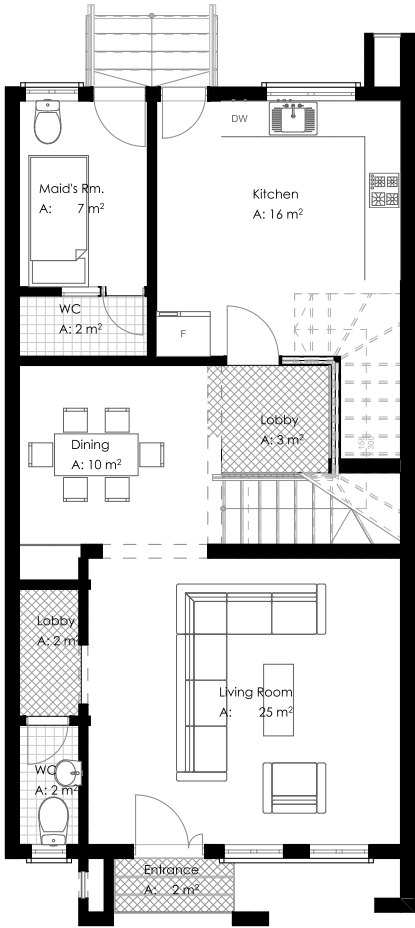 DW
Maid's Rm.
A: 7 m²
Kitchen
A: 16 m²
WC
A: 2 m²
F
Lobby
A: 3 m²
Dining
A: 10 m²
Lobby
A: 2 m²
Living Room
A: 25 m²
WC
A: 2 m²
Entrance
A: 2 m²